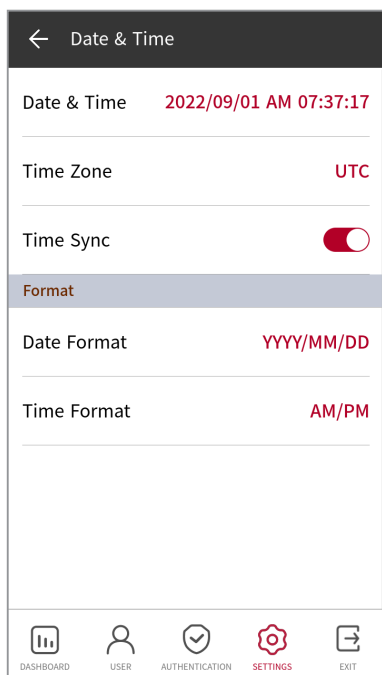 Date & Time
Date & Time 2022/09/01 AM 07:37:17
Time Zone UTC
Time Sync
Format
Date Format YYYY/MM/DD
Time Format AM/PM
DASHBOARD USER AUTHENTICATION SETTINGS EXIT